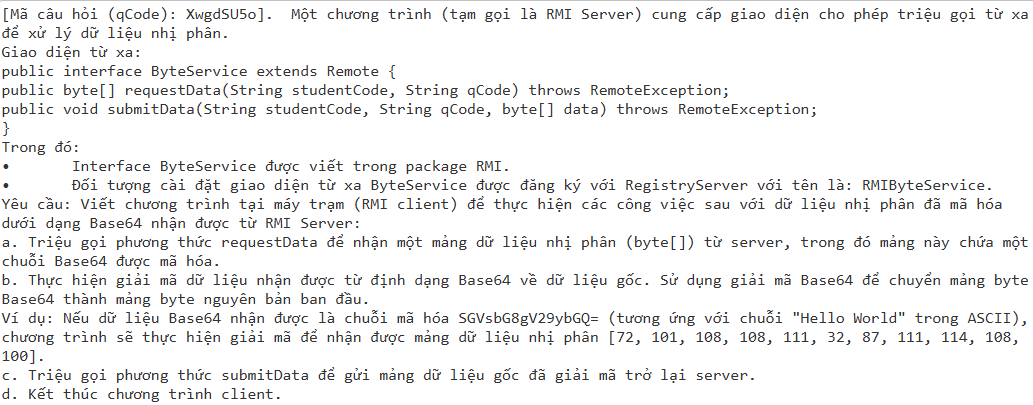 [Mã câu hỏi (qCode): XwgdSU5o].  Một chương trình (tạm gọi là RMI Server) cung cấp giao diện cho phép triệu gọi từ xa
để xử lý dữ liệu nhị phân.
Giao diện từ xa:
public interface ByteService extends Remote {
public byte[] requestData(String studentCode, String qCode) throws RemoteException;
public void submitData(String studentCode, String qCode, byte[] data) throws RemoteException;
}
Trong đó:
•	Interface ByteService được viết trong package RMI.
•	Đối tượng cài đặt giao diện từ xa ByteService được đăng ký với RegistryServer với tên là: RMIByteService.
Yêu cầu: Viết chương trình tại máy trạm (RMI client) để thực hiện các công việc sau với dữ liệu nhị phân đã mã hóa
dưới dạng Base64 nhận được từ RMI Server:
a. Triệu gọi phương thức requestData để nhận một mảng dữ liệu nhị phân (byte[]) từ server, trong đó mảng này chứa một
chuỗi Base64 được mã hóa.
b. Thực hiện giải mã dữ liệu nhận được từ định dạng Base64 về dữ liệu gốc. Sử dụng giải mã Base64 để chuyển mảng byte
Base64 thành mảng byte nguyên bản ban đầu.
Ví dụ: Nếu dữ liệu Base64 nhận được là chuỗi mã hóa SGVsbG8gV29ybGQ= (tương ứng với chuỗi "Hello World" trong ASCII),
chương trình sẽ thực hiện giải mã để nhận được mảng dữ liệu nhị phân [72, 101, 108, 108, 111, 32, 87, 111, 114, 108,
100].
c. Triệu gọi phương thức submitData để gửi mảng dữ liệu gốc đã giải mã trở lại server.
d. Kết thúc chương trình client.